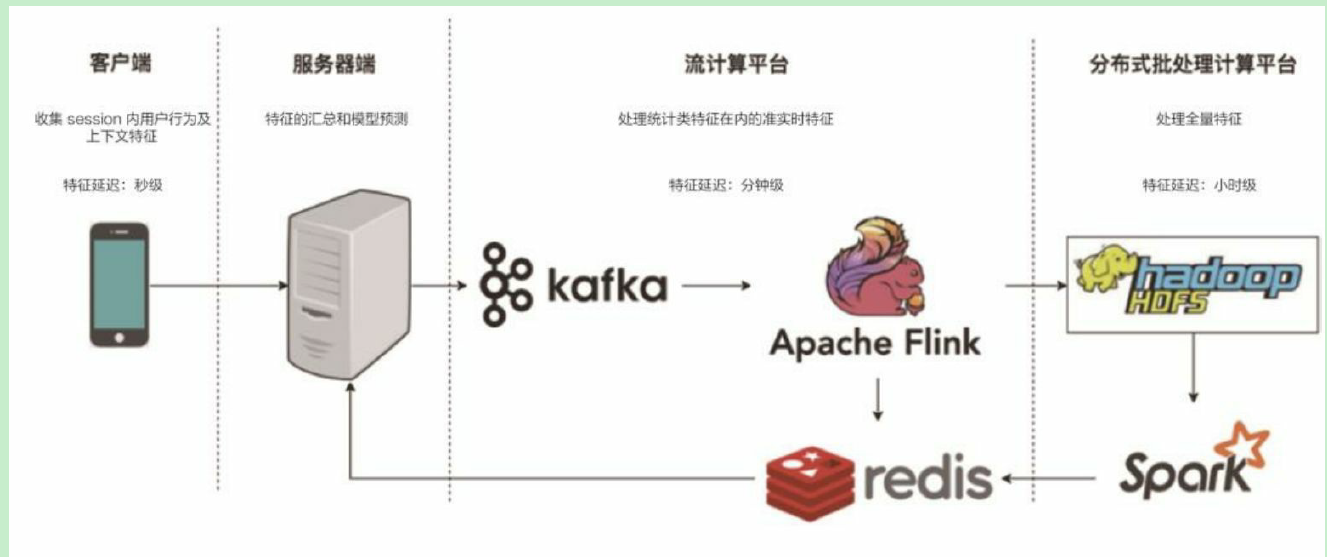 客户端
收集 session 内用户行为及
上下文特征
特征延迟：秒级
服务器端
特征的汇总和模型预测
流计算平台
处理统计类特征在内的准实时特征
特征延迟：分钟级
kafka
Apache Flink
redis
分布式批处理计算平台
处理全量特征
特征延迟：小时级
hadoop
HDFS
Spark